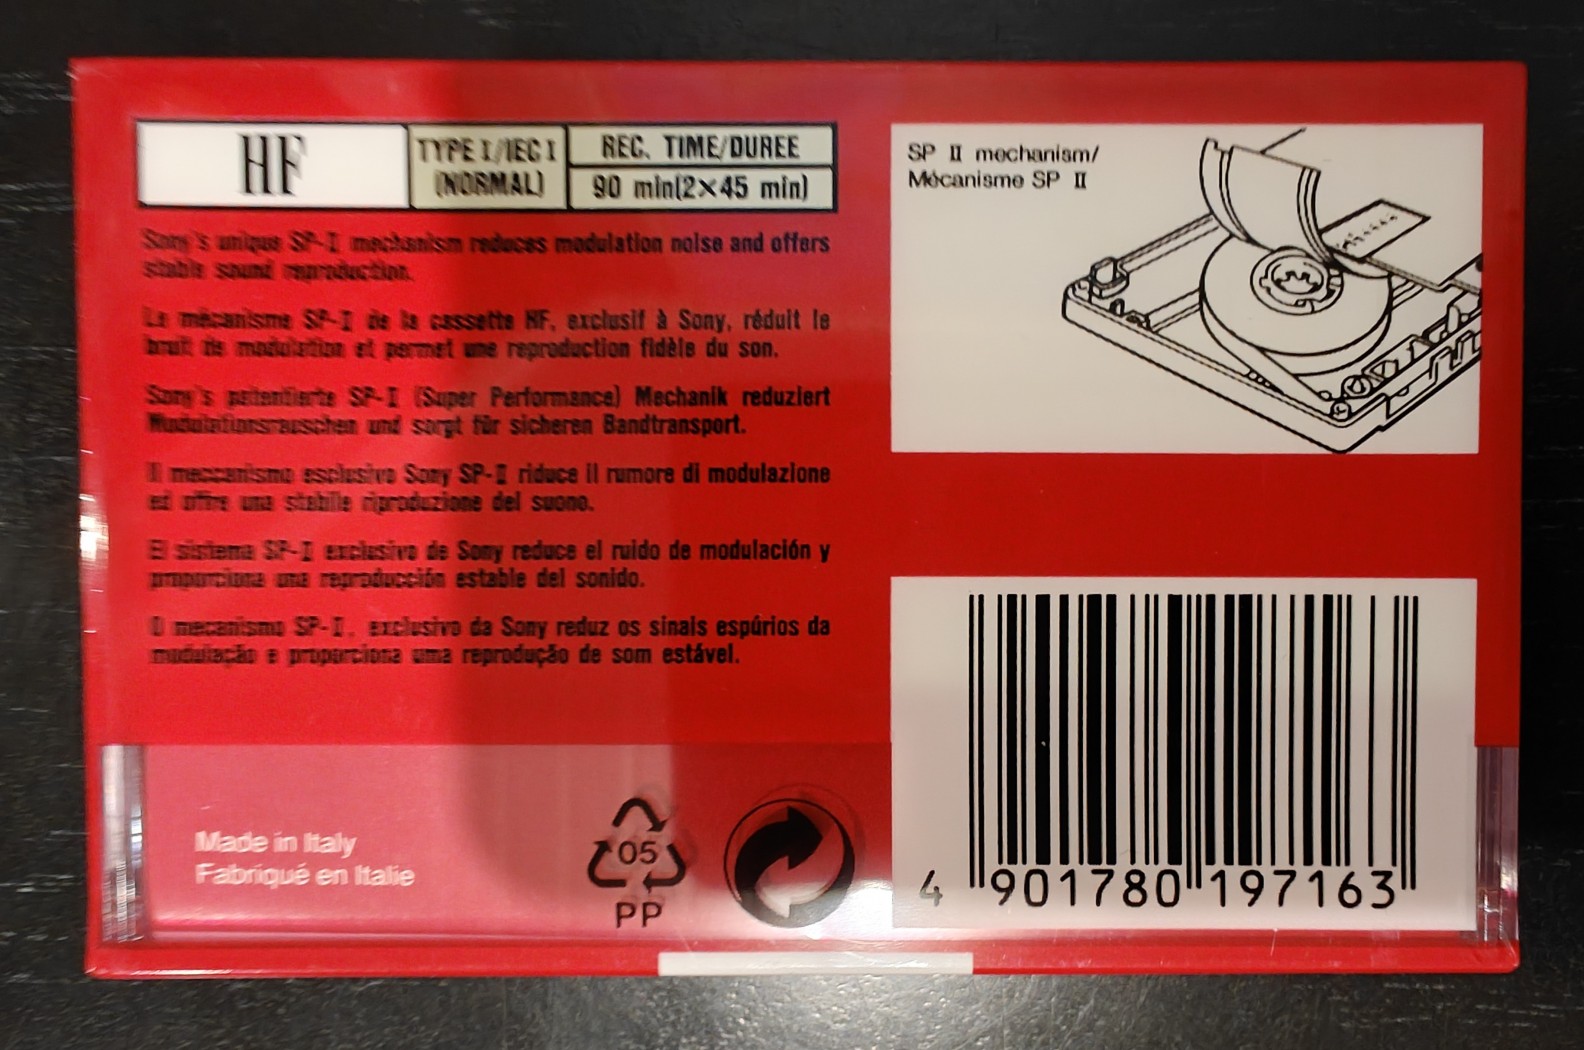 HF
TYPE I/IEC I
(NORMAL)
REC. TIME/DUREE
90 min(2×45 min)
Sony's unique SP-II mechanism reduces modulation noise and offers
stable sound reproduction.
Le mécanisme SP-II de la cassette HF, exclusif à Sony, réduit le
bruit de modulation et permet une reproduction fidèle du son.
Sony's patentierte SP-II (Super Performance) Mechanik reduziert
Modulationsrauschen und sorgt für sicheren Bandtransport.
Il meccanismo esclusivo Sony SP-II riduce il rumore di modulazione
ed offre una stabile riproduzione del suono.
El sistema SP-II exclusivo de Sony reduce el ruido de modulación y
proporciona una reproducción estable del sonido.
O mecanismo SP-II, exclusivo da Sony reduz os sinais espúrios da
modulação e proporciona uma reprodução de som estável.
Made in Italy
Fabriqué en Italie
05
PP
SP II mechanism/
Mécanisme SP II
4 901780 197163